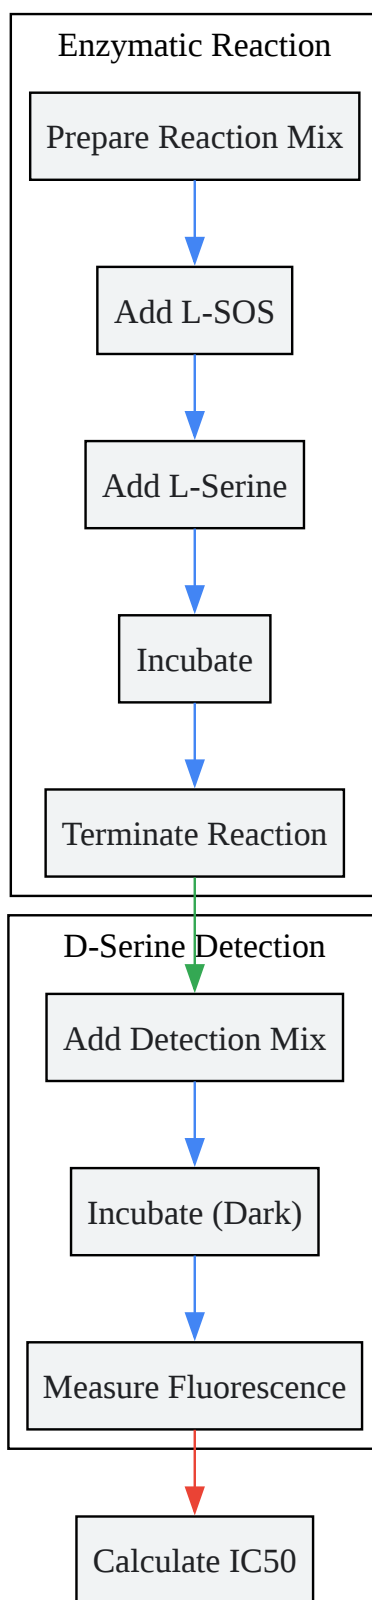 Enzymatic Reaction
Prepare Reaction Mix
Add L-SOS
Add L-Serine
Incubate
Terminate Reaction
D-Serine Detection
Add Detection Mix
Incubate (Dark)
Measure Fluorescence
Calculate IC50